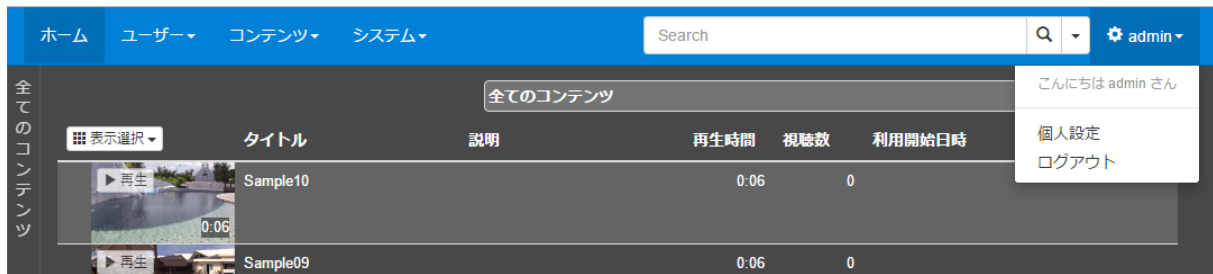 ホーム ユーザー コンテンツ システム Search admin
こんにちは admin さん
個人設定
ログアウト
全てのコンテンツ
全てのコンテンツ
表示選択 タイトル 説明 再生時間 視聴数 利用開始日時
再生 Sample10 0:06 0
0:06
再生 Sample09 0:06 0